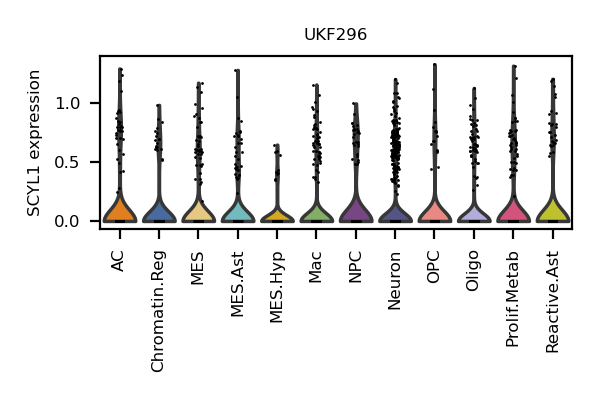 UKF296
SCYL1 expression
1.0
0.5
0.0
AC
Chromatin.Reg
MES
MES.Ast
MES.Hyp
Mac
NPC
Neuron
OPC
Oligo
Prolif.Metab
Reactive.Ast